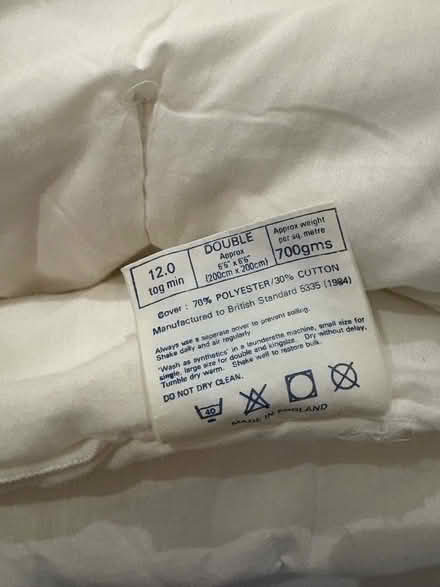 12.0
tog min
DOUBLE
Approx
6'6" x 6'6"
(200cm x 200cm)
Approx weight
per sq. metre
700gms
Cover: 70% POLYESTER/30% COTTON
Manufactured to British Standard 5335 (1984)
Always use a separate cover to prevent soiling.
Shake daily and air regularly
"Wash as synthetics" in a launderette machine, small size for
single, large size for double and kingsize. Dry without delay.
Tumble dry warm. Shake well to restore bulk.
DO NOT DRY CLEAN.
40
MADE IN ENGLAND